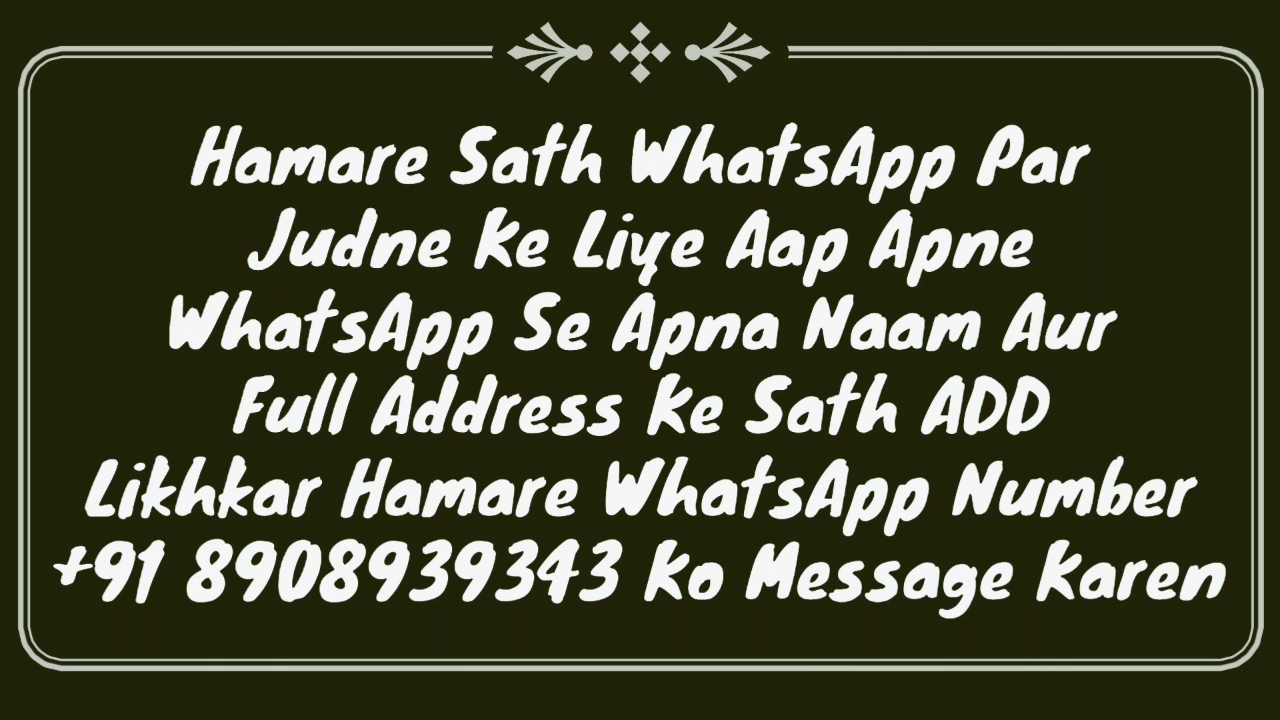 Hamare Sath WhatsApp Par
Judne Ke Liye Aap Apne
WhatsApp Se Apna Naam Aur
Full Address Ke Sath ADD
Likhkar Hamare WhatsApp Number
+91 8908939343 Ko Message Karen